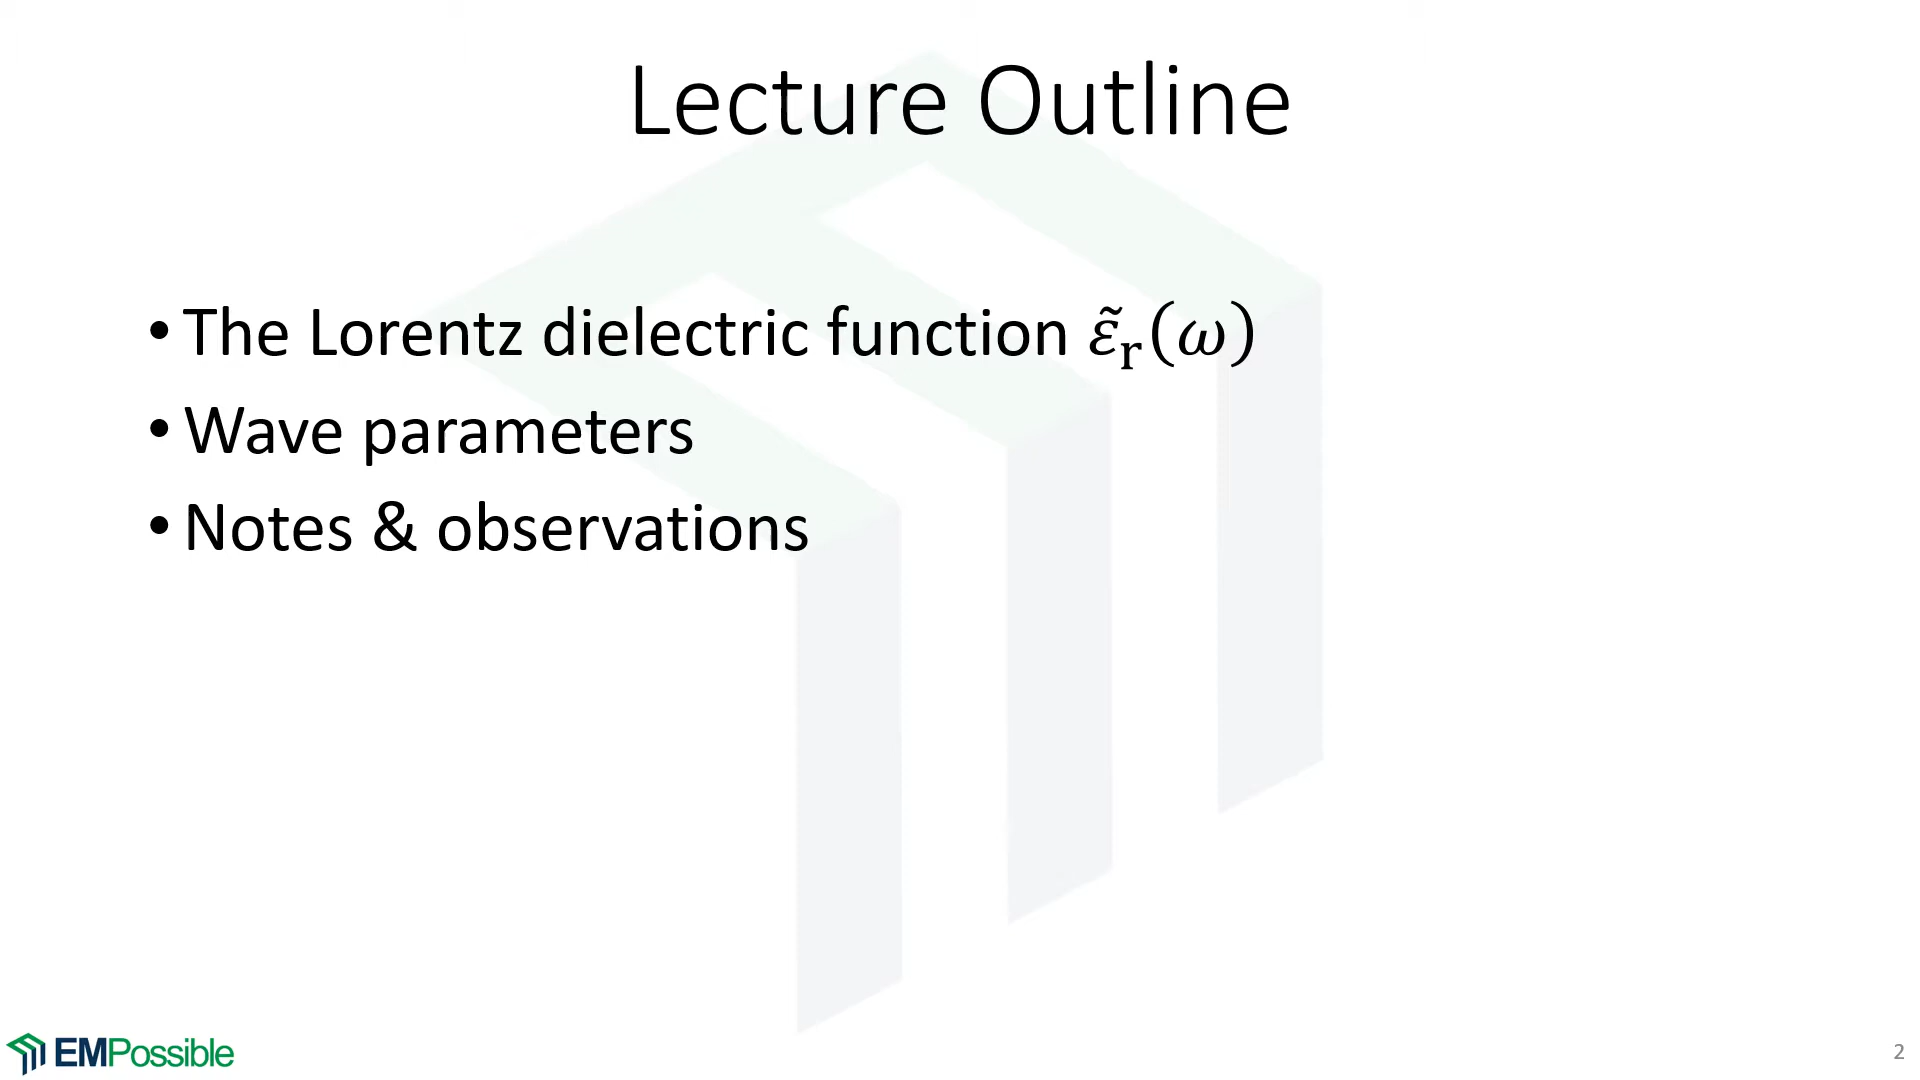 Lecture Outline
• The Lorentz dielectric function ε̃ᵣ(ω)
• Wave parameters
• Notes & observations
EMPossible
2